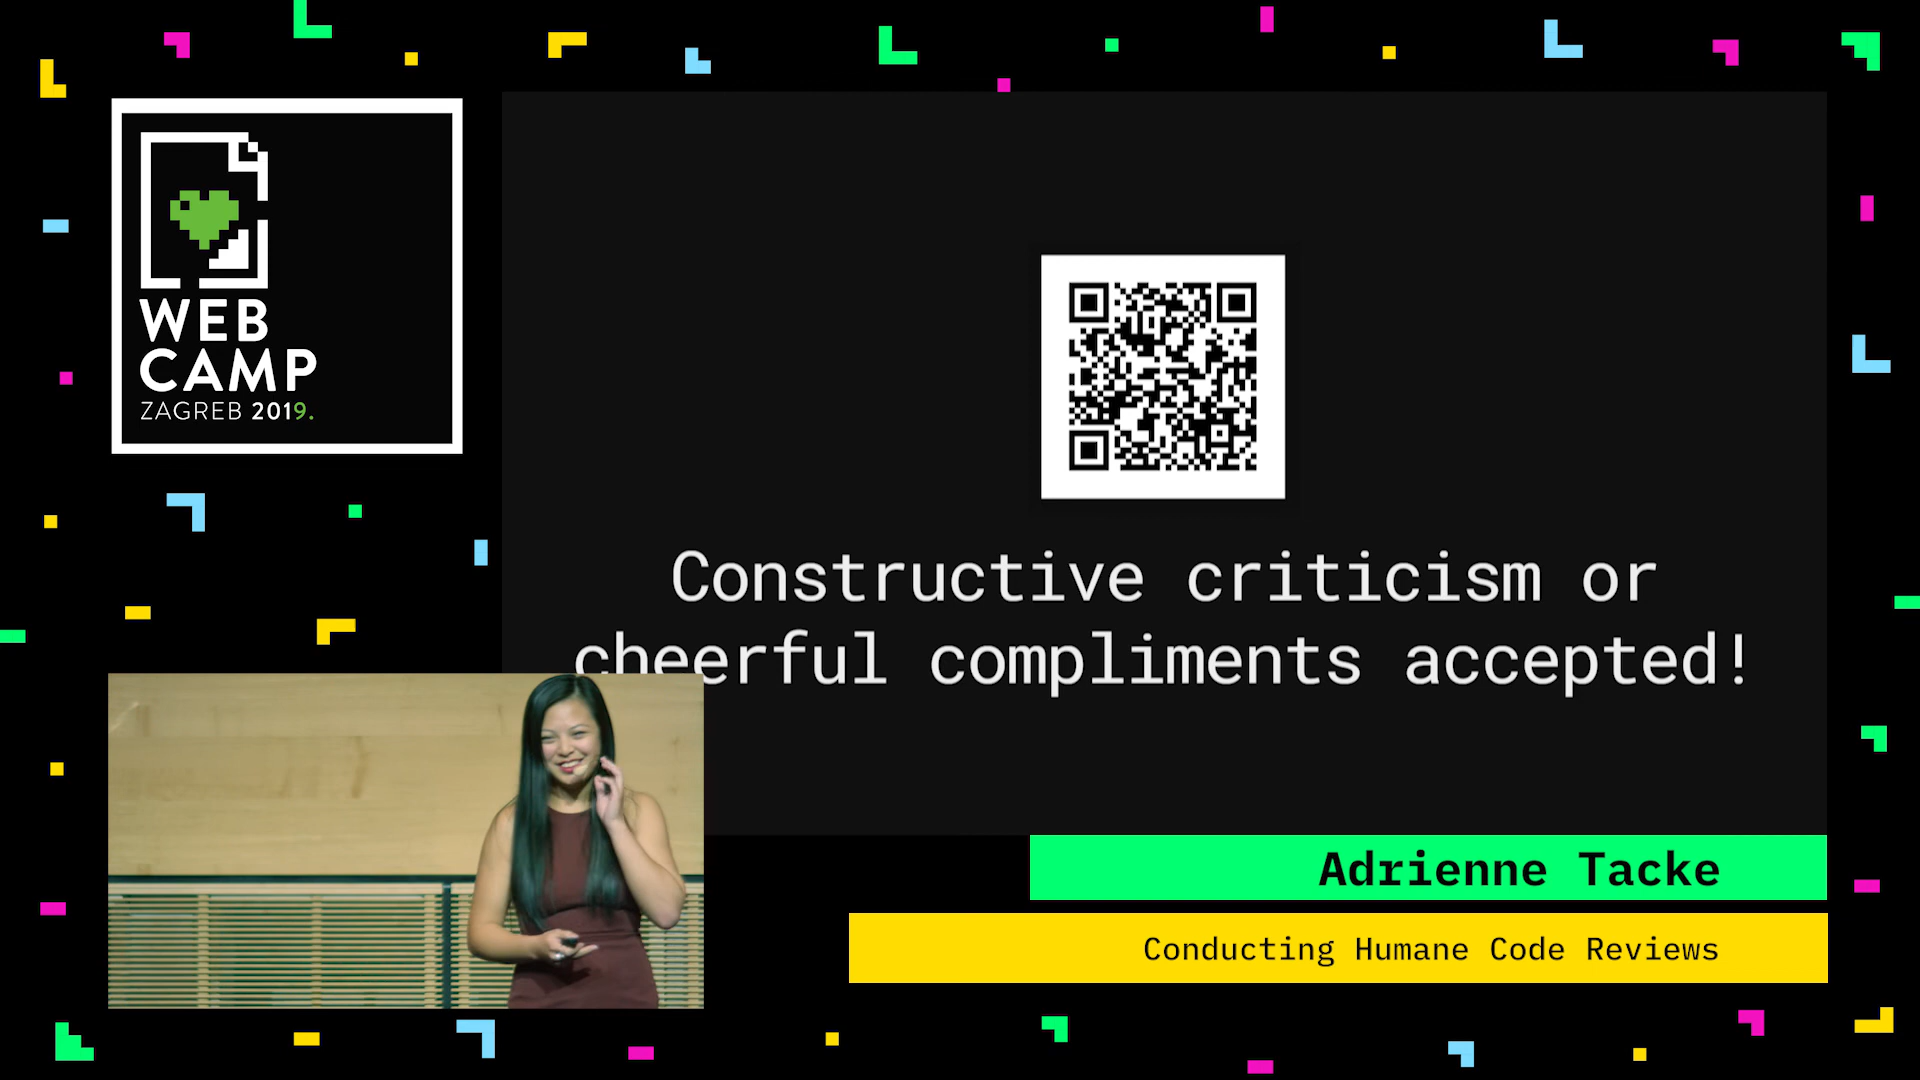 WEB
CAMP
ZAGREB 2019.
Constructive criticism or
cheerful compliments accepted!
Adrienne Tacke
Conducting Humane Code Reviews